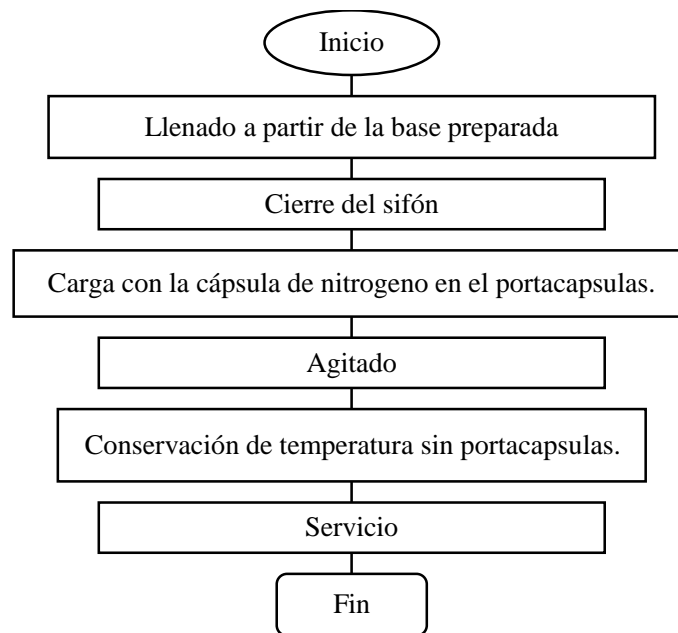 Inicio
Llenado a partir de la base preparada
Cierre del sifón
Carga con la cápsula de nitrogeno en el portacapsulas.
Agitado
Conservación de temperatura sin portacapsulas.
Servicio
Fin